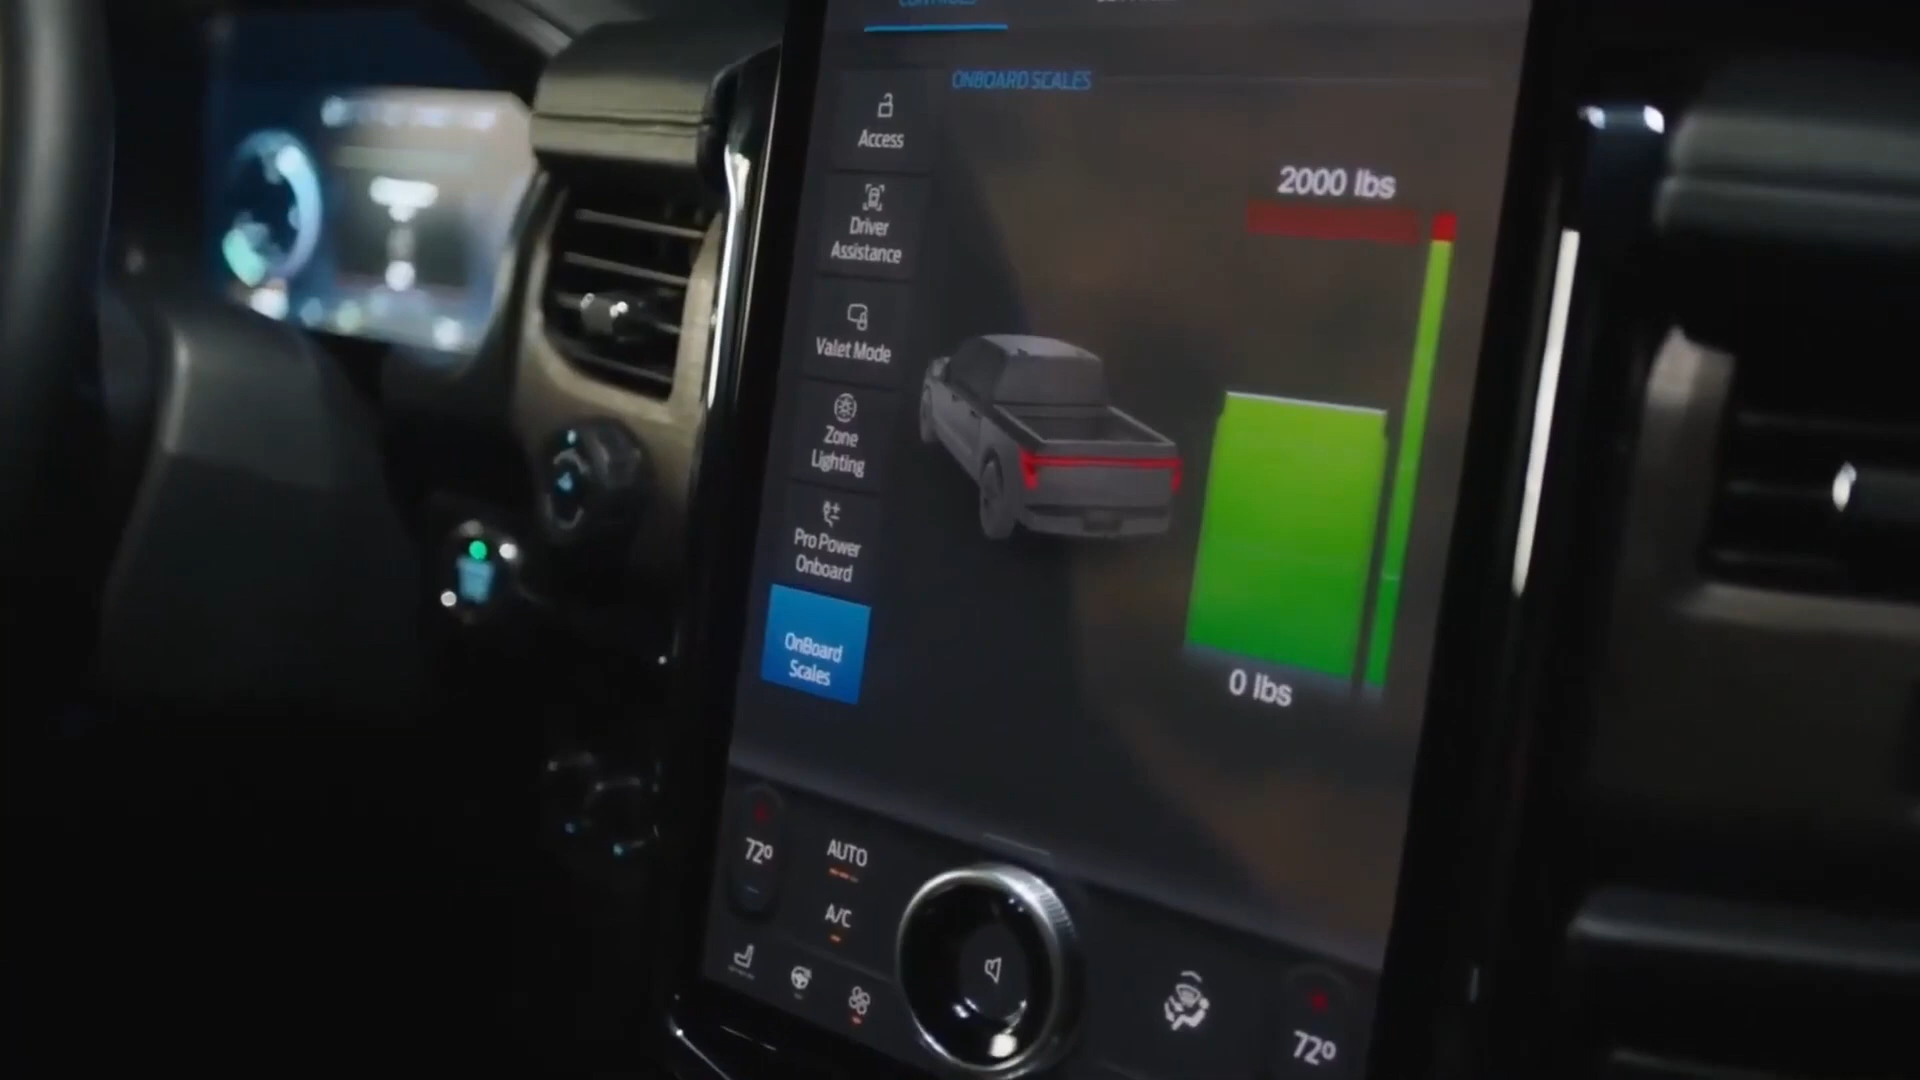 CONTROLS
ONBOARD SCALES
Access
Driver
Assistance
Valet Mode
Zone
Lighting
Pro Power
Onboard
OnBoard
Scales
2000 lbs
0 lbs
72°
AUTO
A/C
72°